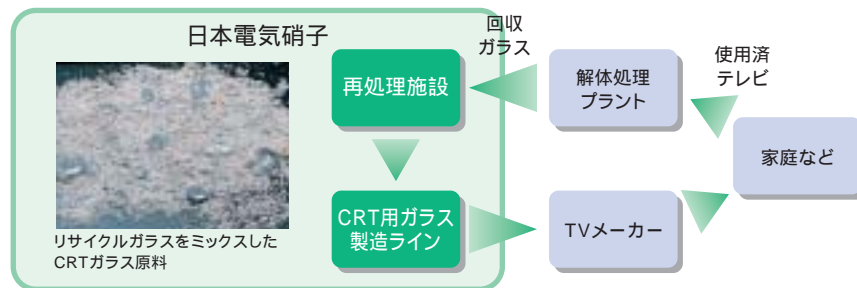 日本電気硝子
回収
ガラス
使用済
テレビ
再処理施設
解体処理
プラント
家庭など
CRT用ガラス
製造ライン
TVメーカー
リサイクルガラスをミックスした
CRTガラス原料